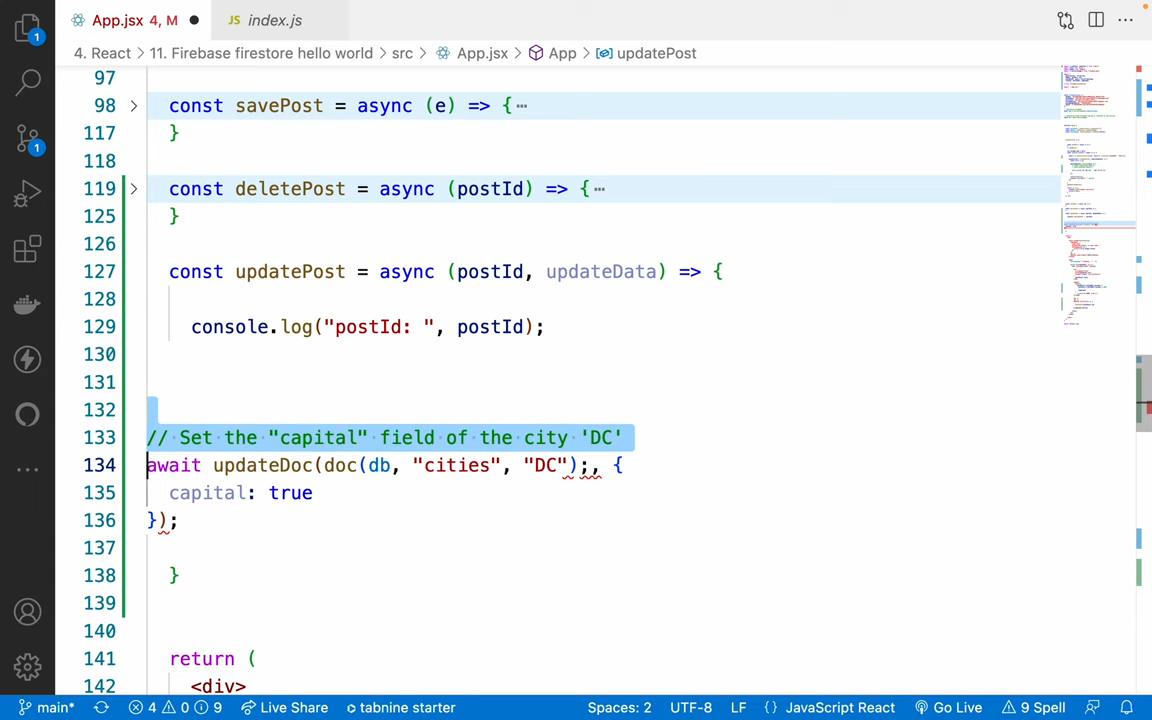 App.jsx 4, M
JS index.js
4. React > 11. Firebase firestore hello world > src > App.jsx > App > updatePost
97
98 const savePost = async (e) => {…
117 }
118
119 const deletePost = async (postId) => {…
125 }
126
127 const updatePost = async (postId, updateData) => {
128
129 console.log("postId: ", postId);
130
131
132
133 // Set the "capital" field of the city 'DC'
134 await updateDoc(doc(db, "cities", "DC");, {
135 capital: true
136 });
137
138 }
139
140
141 return (
142 <div>
1
1
main* 4 0 9 Live Share tabnine starter Spaces: 2 UTF-8 LF {} JavaScript React Go Live 9 Spell